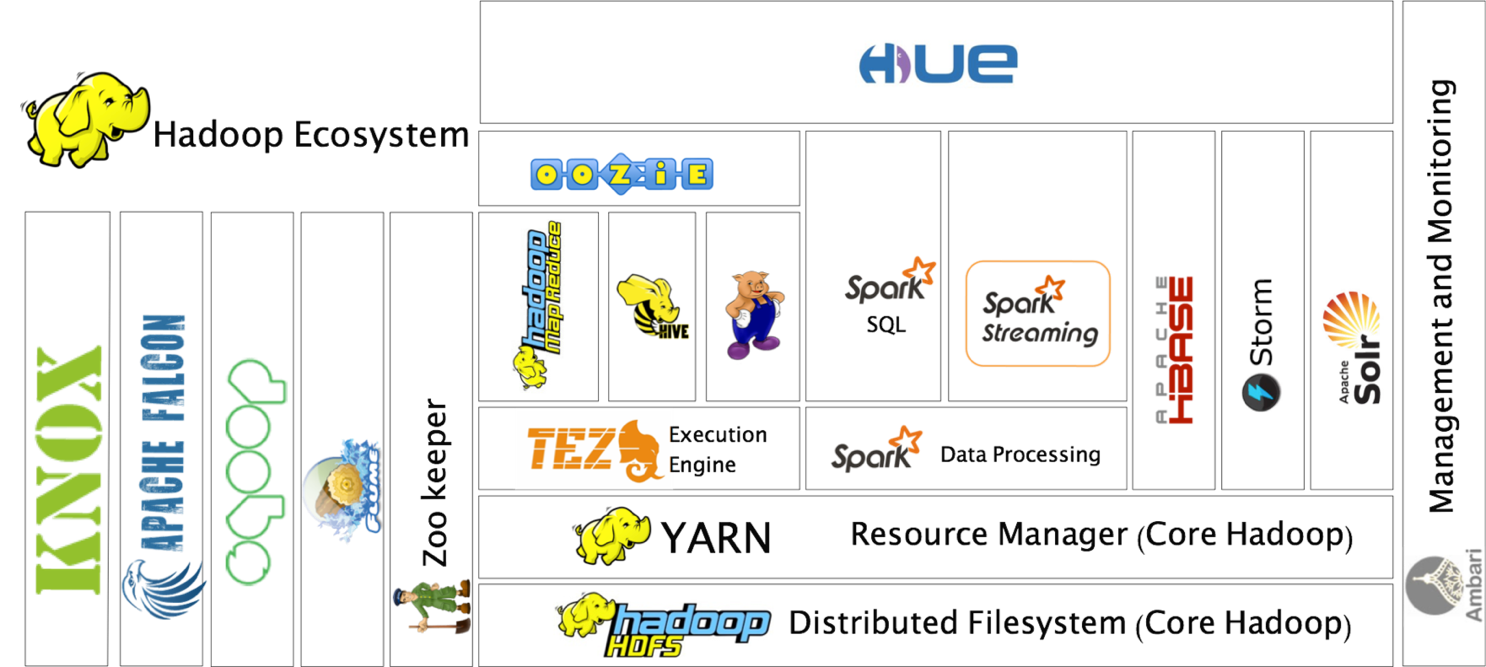 HUE
Hadoop Ecosystem
OOZIE
KNOX
APACHE FALCON
sqoop
FLUME
Zoo keeper
hadoop
Map Reduce
HIVE
Spark
SQL
Spark
Streaming
APACHE
HBASE
Storm
Apache
Solr
TEZ
Execution
Engine
Spark
Data Processing
YARN
Resource Manager (Core Hadoop)
hadoop
HDFS
Distributed Filesystem (Core Hadoop)
Management and Monitoring
Ambari